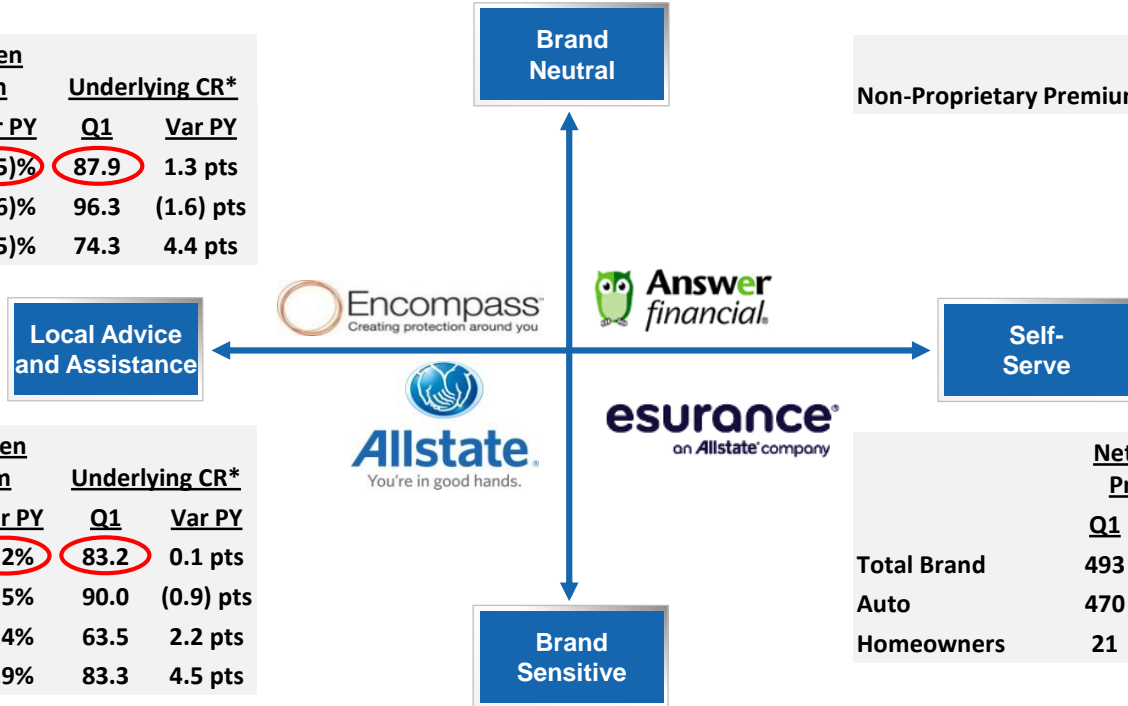 Brand
Neutral
en
Underlying CR*
r PY Q1 Var PY
5)% 87.9 1.3 pts
6)% 96.3 (1.6) pts
5)% 74.3 4.4 pts
Non-Proprietary
Encompass
Creating protection around you
Answer
financial®
Local Advice
and Assistance
Self-
Serve
Allstate®
You're in good hands.
esurance®
an Allstate® company
en
m Underlying CR*
r PY Q1 Var PY
2% 83.2 0.1 pts
5% 90.0 (0.9) pts
4% 63.5 2.2 pts
9% 83.3 4.5 pts
Net
Pr
Q1
Total Brand 493
Auto 470
Homeowners 21
Brand
Sensitive